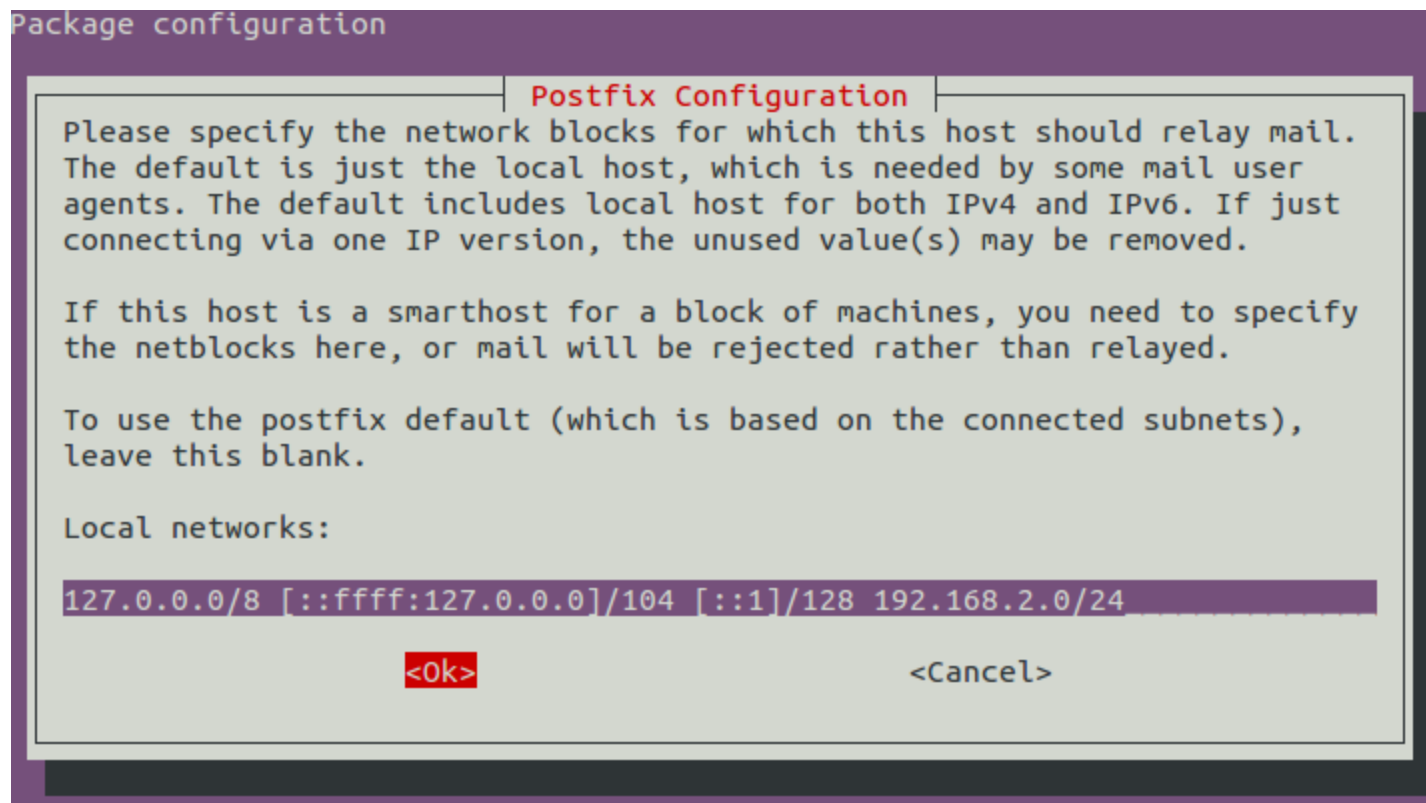 Package configuration
Postfix Configuration
Please specify the network blocks for which this host should relay mail.
The default is just the local host, which is needed by some mail user
agents. The default includes local host for both IPv4 and IPv6. If just
connecting via one IP version, the unused value(s) may be removed.
If this host is a smarthost for a block of machines, you need to specify
the netblocks here, or mail will be rejected rather than relayed.
To use the postfix default (which is based on the connected subnets),
leave this blank.
Local networks:
127.0.0.0/8 [::ffff:127.0.0.0]/104 [::1]/128 192.168.2.0/24
<Ok> <Cancel>